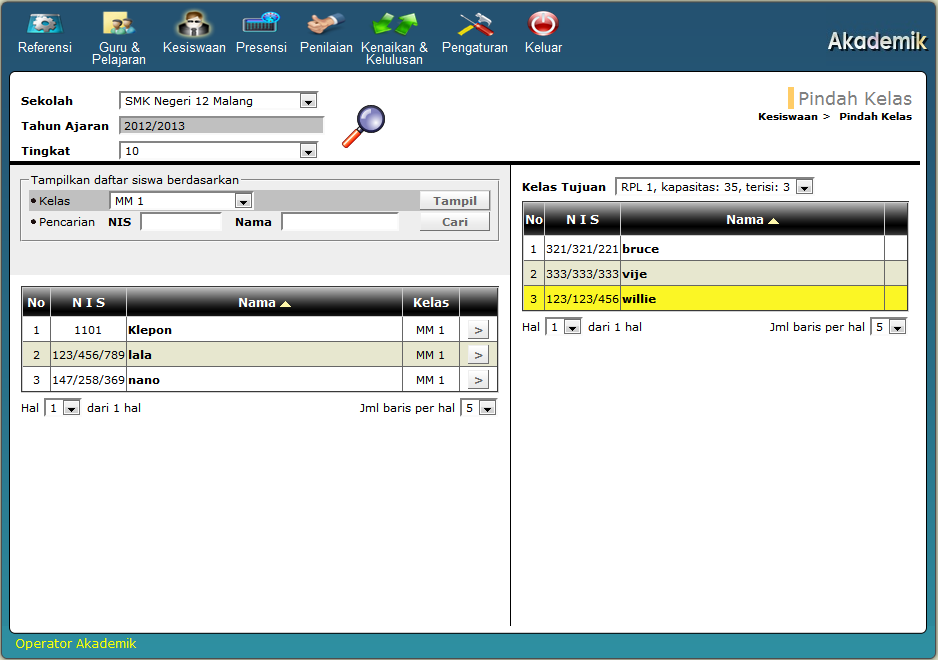 Referensi
Guru &
Pelajaran
Kesiswaan
Presensi
Penilaian
Kenaikan &
Kelulusan
Pengaturan
Keluar
Akademik
Sekolah SMK Negeri 12 Malang
Tahun Ajaran 2012/2013
Tingkat 10
Pindah Kelas
Kesiswaan > Pindah Kelas
Tampilkan daftar siswa berdasarkan
Kelas MM 1 Tampil
Pencarian NIS Nama Cari
No N I S Nama Kelas
1 1101 Klepon MM 1 >
2 123/456/789 lala MM 1 >
3 147/258/369 nano MM 1 >
Hal 1 dari 1 hal Jml baris per hal 5
Kelas Tujuan RPL 1, kapasitas: 35, terisi: 3
No N I S Nama
1 321/321/221 bruce
2 333/333/333 vije
3 123/123/456 willie
Hal 1 dari 1 hal Jml baris per hal 5
Operator Akademik